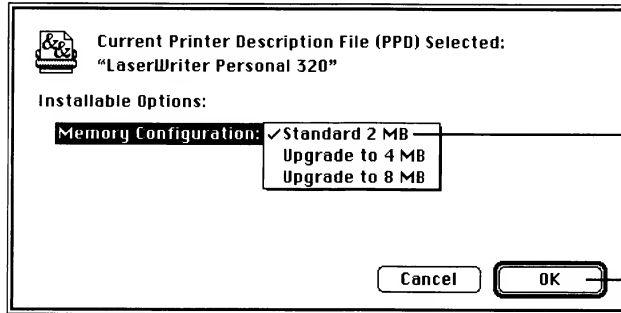 Current Printer Description File (PPD) Selected:
“LaserWriter Personal 320”
Installable Options:
Memory Configuration: ✓Standard 2 MB
Upgrade to 4 MB
Upgrade to 8 MB
Cancel OK